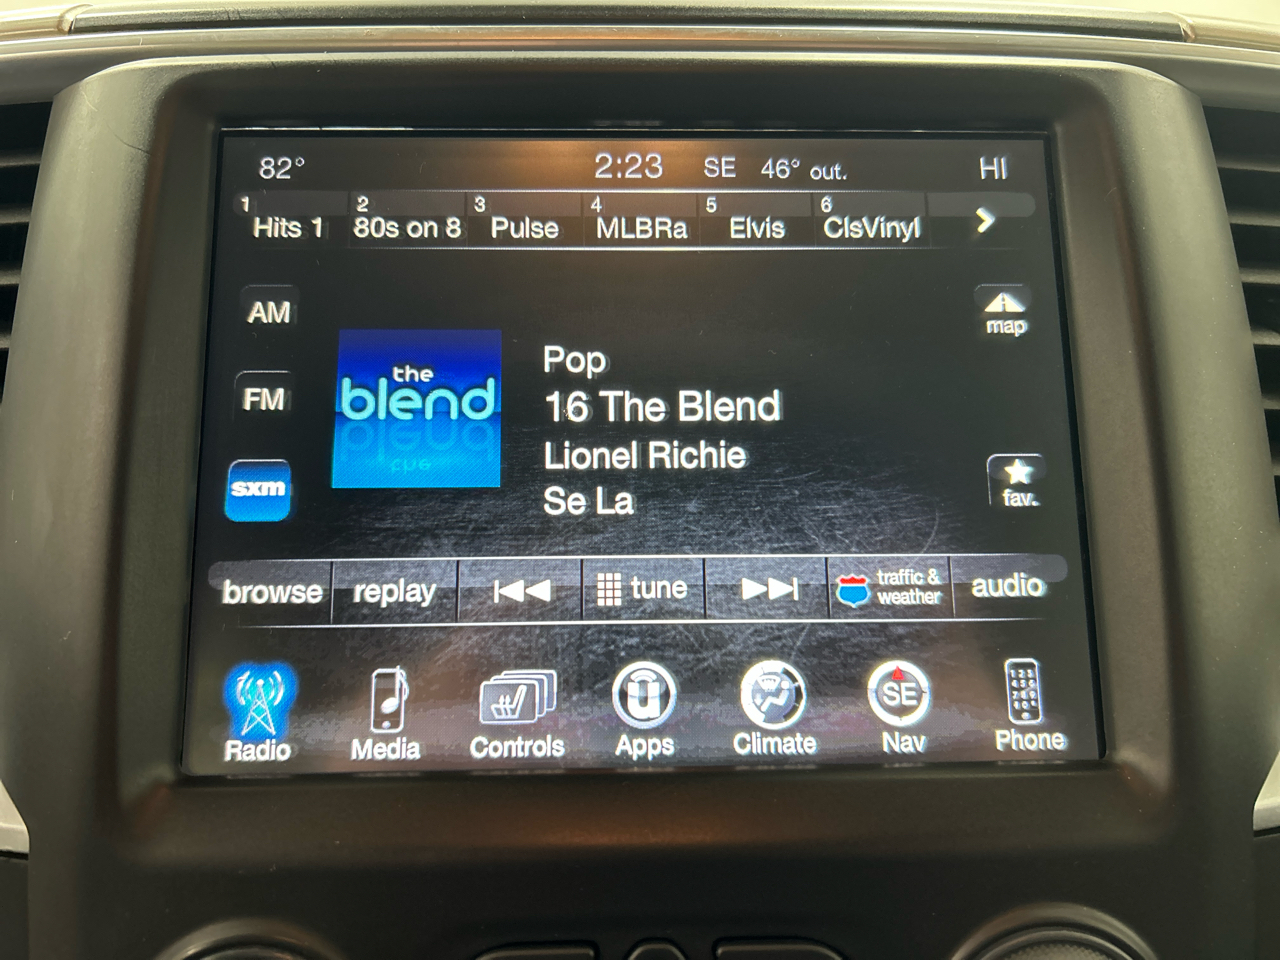 82° 2:23 SE 46° out. HI
1 Hits 1 2 80s on 8 3 Pulse 4 MLBRa 5 Elvis 6 ClsVinyl
AM
map
the
blend
Pop
16 The Blend
Lionel Richie
Se La
FM
sxm
fav.
browse replay tune traffic & weather audio
SE
Radio Media Controls Apps Climate Nav Phone